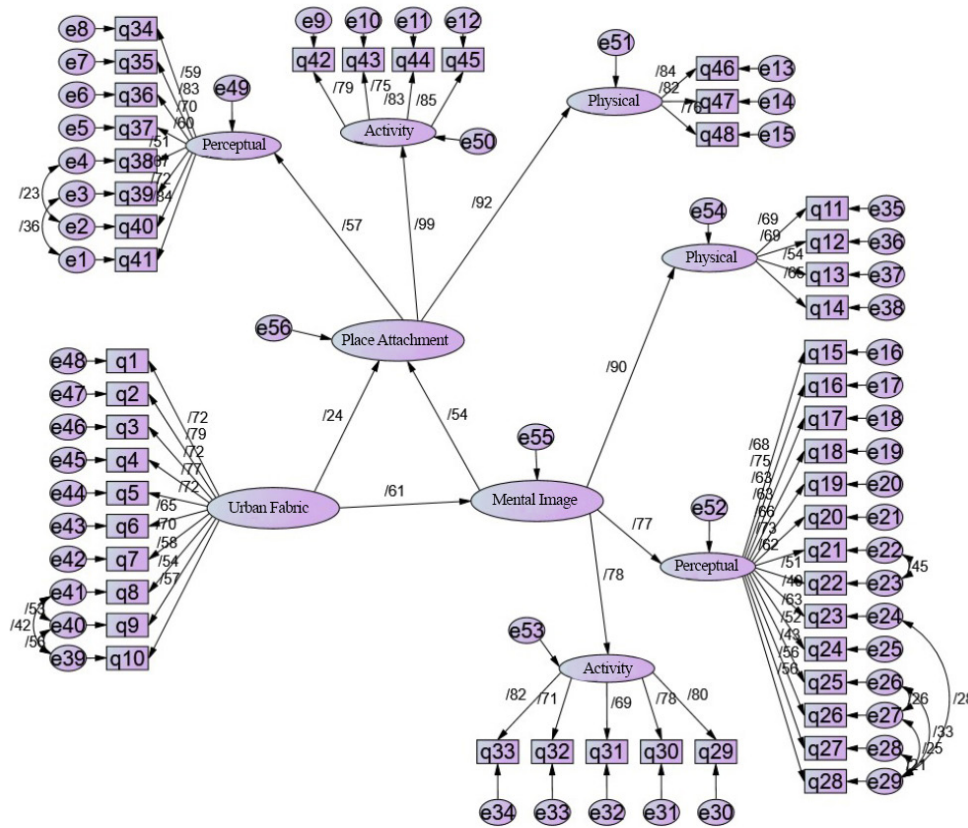 e8 q34
e7 q35
e6 q36
e5 q37
e4 q38
e3 q39
e2 q40
e1 q41
/23
/36
/59
/83
/70
/60
/51
/72
e49
Perceptual
e9 e10 e11 e12
q42 q43 q44 q45
/79 /75 /83 /85
Activity
e50
e51
Physical
/84
/82
/76
q46 e13
q47 e14
q48 e15
/57
/99
/92
e56
Place Attachment
e54
Physical
/69
/69
/54
q11 e35
q12 e36
q13 e37
q14 e38
/90
/24
/54
e48 q1
e47 q2
e46 q3
e45 q4
e44 q5
e43 q6
e42 q7
e41 q8
e40 q9
e39 q10
/53
/42
/72
/79
/72
/77
/72
/65
/70
/58
/54
/57
Urban Fabric
/61
e55
Mental Image
/77
/78
e52
Perceptual
/68
/75
/63
/63
/66
/73
/62
/51
/63
/52
/43
/56
/56
q15 e16
q16 e17
q17 e18
q18 e19
q19 e20
q20 e21
q21 e22
q22 e23
q23 e24
q24 e25
q25 e26
q26 e27
q27 e28
q28 e29
/45
/28
/26
/33
/25
/21
e53
Activity
/82 /71 /69 /78 /80
q33 q32 q31 q30 q29
e34 e33 e32 e31 e30